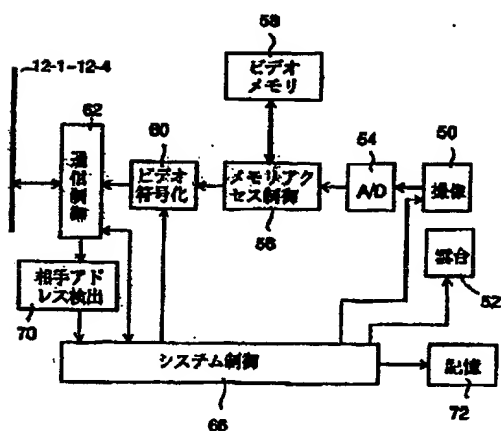 58
ビデオ
メモリ
12-1~12-4
62
通信制御
60
ビデオ
符号化
メモリアク
セス制御
56
54
A/D
50
撮像
雲台
52
相手アド
レス検出
70
システム制御
66
記憶
72